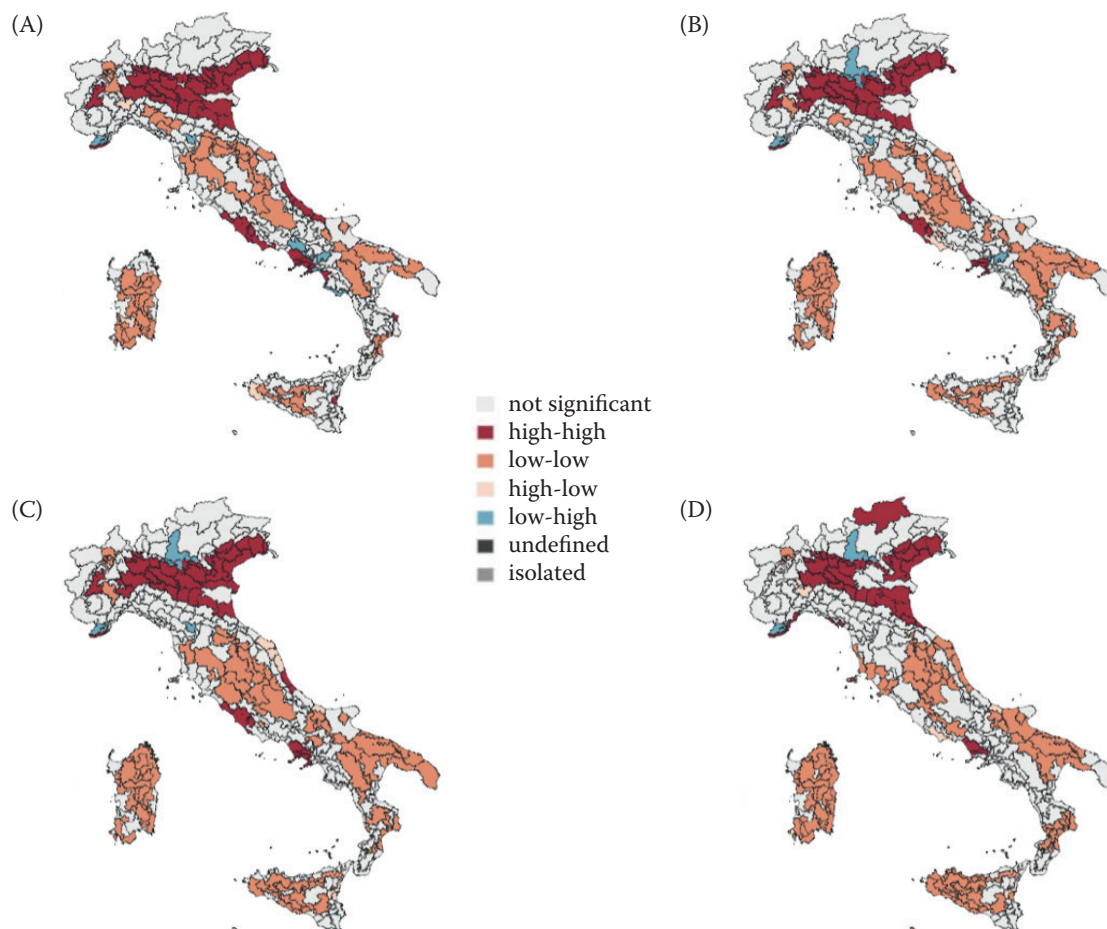 (A)
(B)
not significant
high-high
low-low
high-low
low-high
undefined
isolated
(C)
(D)